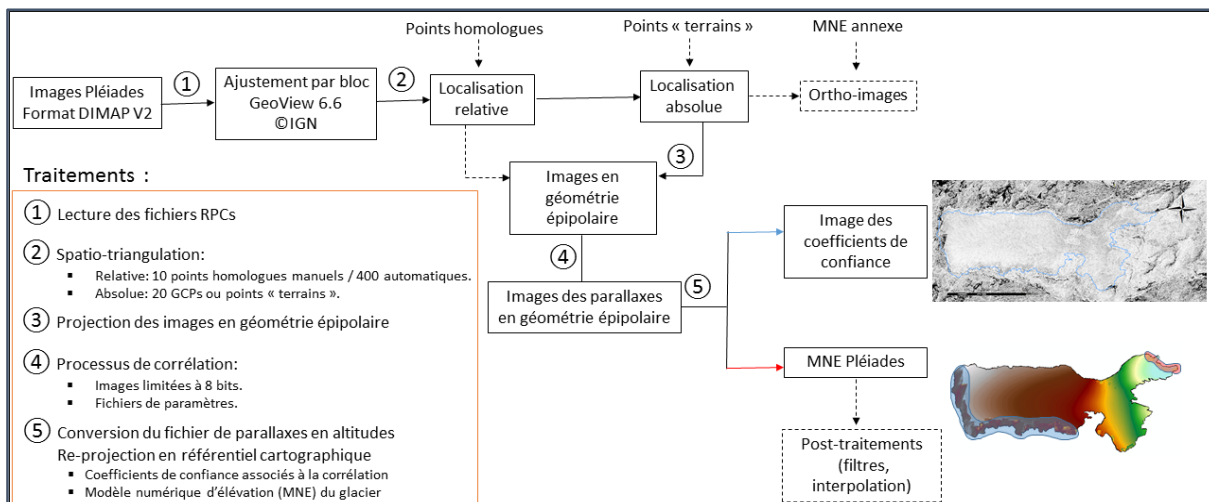 Points homologues
Points « terrains »
MNE annexe
Images Pléiades
Format DIMAP V2
①
Ajustement par bloc
GeoView 6.6
©IGN
②
Localisation
relative
Localisation
absolue
Ortho-images
③
Images en
géométrie
épipolaire
④
Images des parallaxes
en géométrie épipolaire
⑤
Image des
coefficients de
confiance
MNE Pléiades
Post-traitements
(filtres,
interpolation)
Traitements :
① Lecture des fichiers RPCs
② Spatio-triangulation:
▪ Relative: 10 points homologues manuels / 400 automatiques.
▪ Absolue: 20 GCPs ou points « terrains ».
③ Projection des images en géométrie épipolaire
④ Processus de corrélation:
▪ Images limitées à 8 bits.
▪ Fichiers de paramètres.
⑤ Conversion du fichier de parallaxes en altitudes
Re-projection en référentiel cartographique
▪ Coefficients de confiance associés à la corrélation
▪ Modèle numérique d'élévation (MNE) du glacier